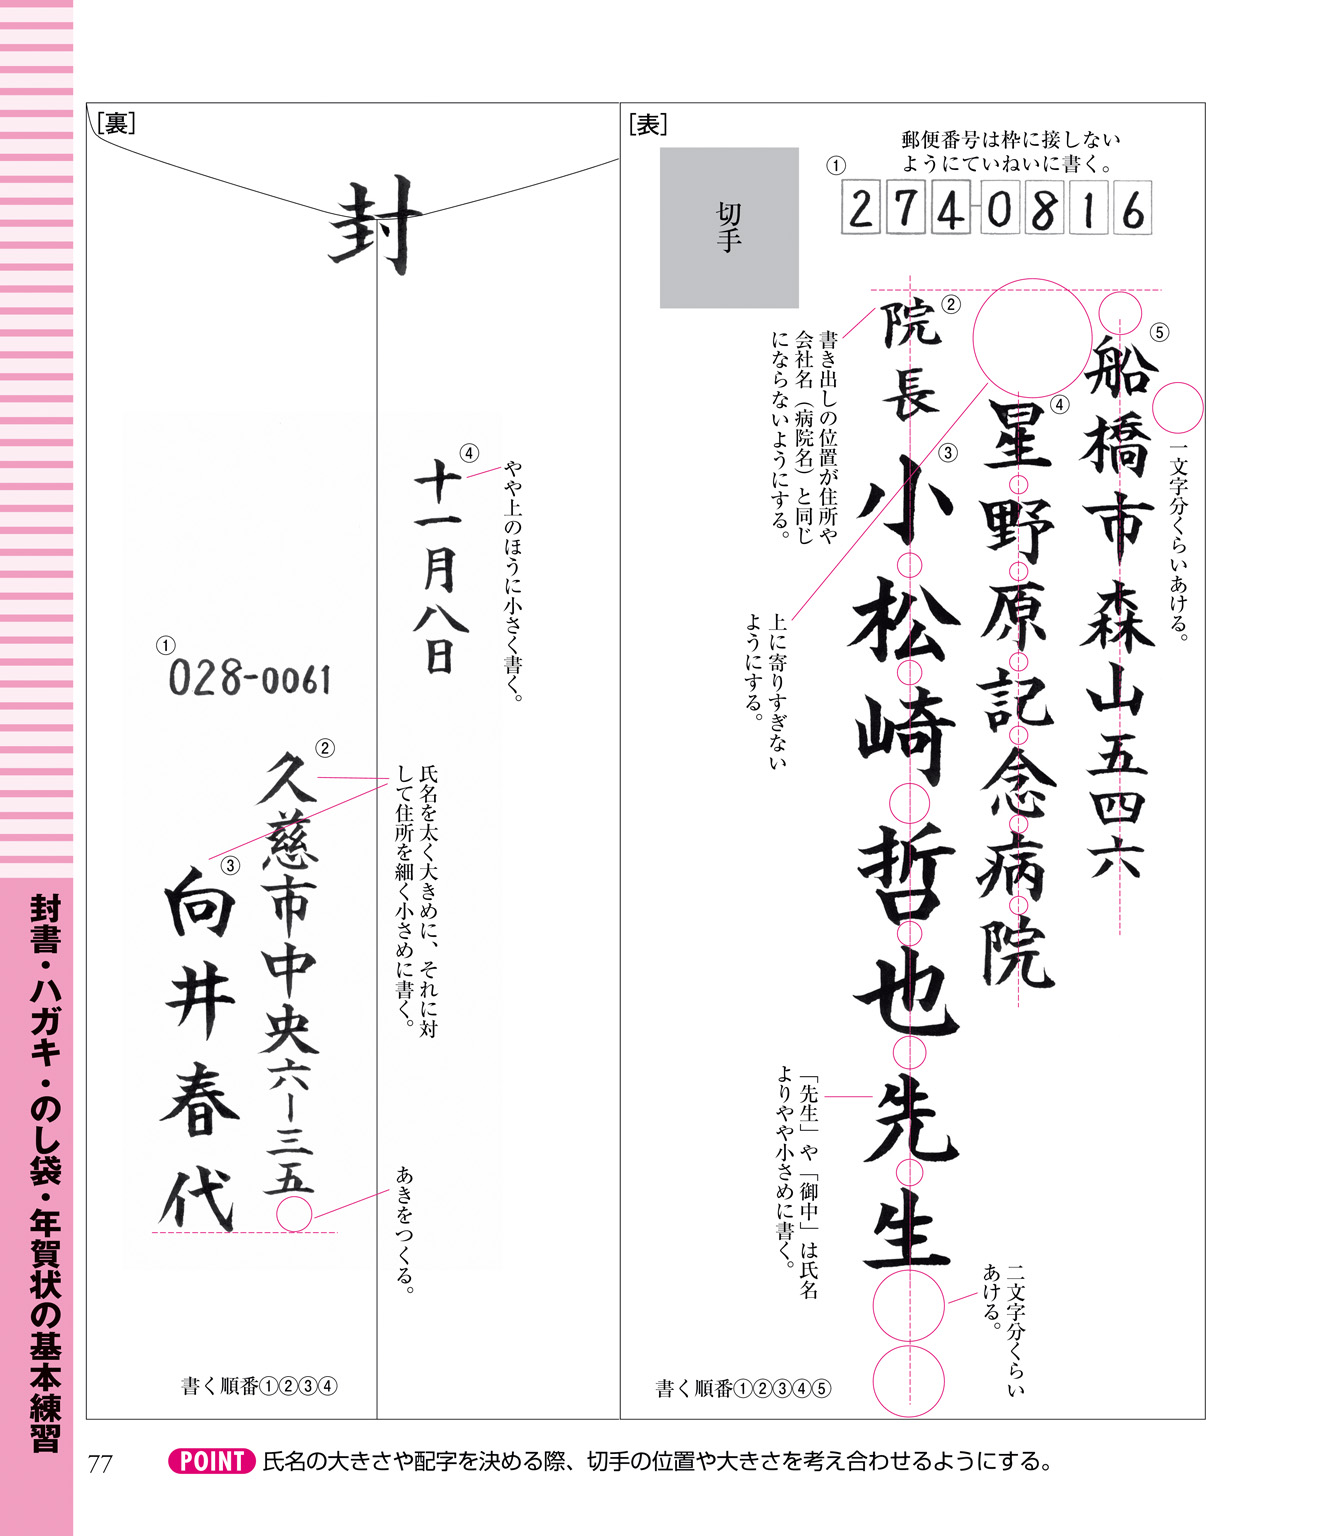 [表]
切手
郵便番号は枠に接しない
ようにていねいに書く。
①
274-0816
⑤
船橋市森山五四六
一文字分くらいあける。
④
星野原記念病院
②
院長
③
小松崎哲也先生
書き出しの位置が住所や
会社名（病院名）と同じ
にならないようにする。
上に寄りすぎない
ようにする。
「先生」や「御中」は氏名
よりやや小さめに書く。
二文字分くらい
あける。
書く順番①②③④⑤
[裏]
封
④
十一月八日
やや上のほうに小さく書く。
①
028-0061
②
久慈市中央六ー三五
③
向井春代
氏名を太く大きめに、それに対
して住所を細く小さめに書く。
あきをつくる。
書く順番①②③④
封書・ハガキ・のし袋・年賀状の基本練習
77
POINT 氏名の大きさや配字を決める際、切手の位置や大きさを考え合わせるようにする。